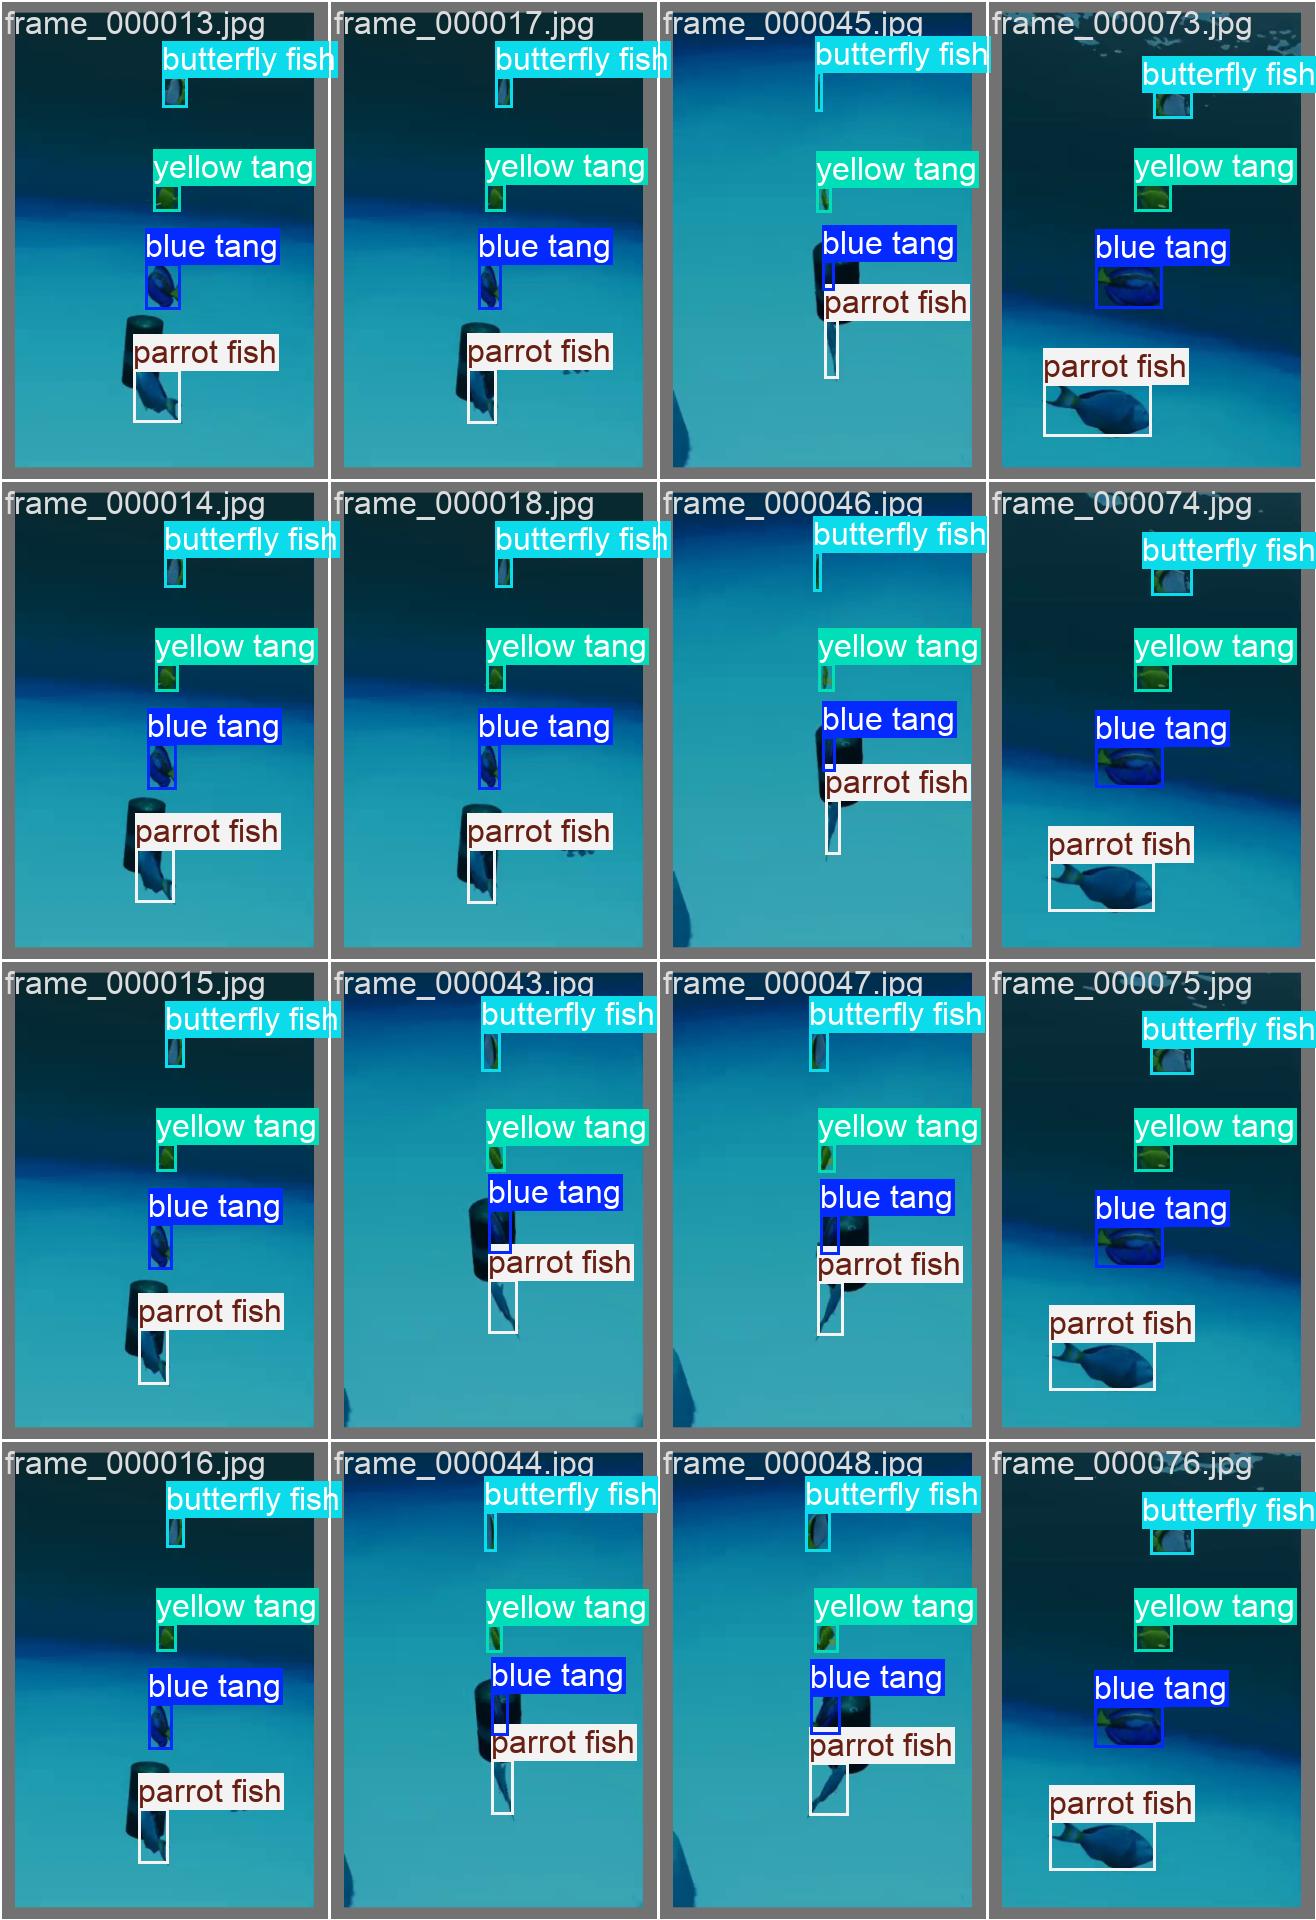 frame_000013.jpg
butterfly fish
yellow tang
blue tang
parrot fish
frame_000017.jpg
butterfly fish
yellow tang
blue tang
parrot fish
frame_000045.jpg
butterfly fish
yellow tang
blue tang
parrot fish
frame_000073.jpg
butterfly fish
yellow tang
blue tang
parrot fish
frame_000014.jpg
butterfly fish
yellow tang
blue tang
parrot fish
frame_000018.jpg
butterfly fish
yellow tang
blue tang
parrot fish
frame_000046.jpg
butterfly fish
yellow tang
blue tang
parrot fish
frame_000074.jpg
butterfly fish
yellow tang
blue tang
parrot fish
frame_000015.jpg
butterfly fish
yellow tang
blue tang
parrot fish
frame_000043.jpg
butterfly fish
yellow tang
blue tang
parrot fish
frame_000047.jpg
butterfly fish
yellow tang
blue tang
parrot fish
frame_000075.jpg
butterfly fish
yellow tang
blue tang
parrot fish
frame_000016.jpg
butterfly fish
yellow tang
blue tang
parrot fish
frame_000044.jpg
butterfly fish
yellow tang
blue tang
parrot fish
frame_000048.jpg
butterfly fish
yellow tang
blue tang
parrot fish
frame_000076.jpg
butterfly fish
yellow tang
blue tang
parrot fish